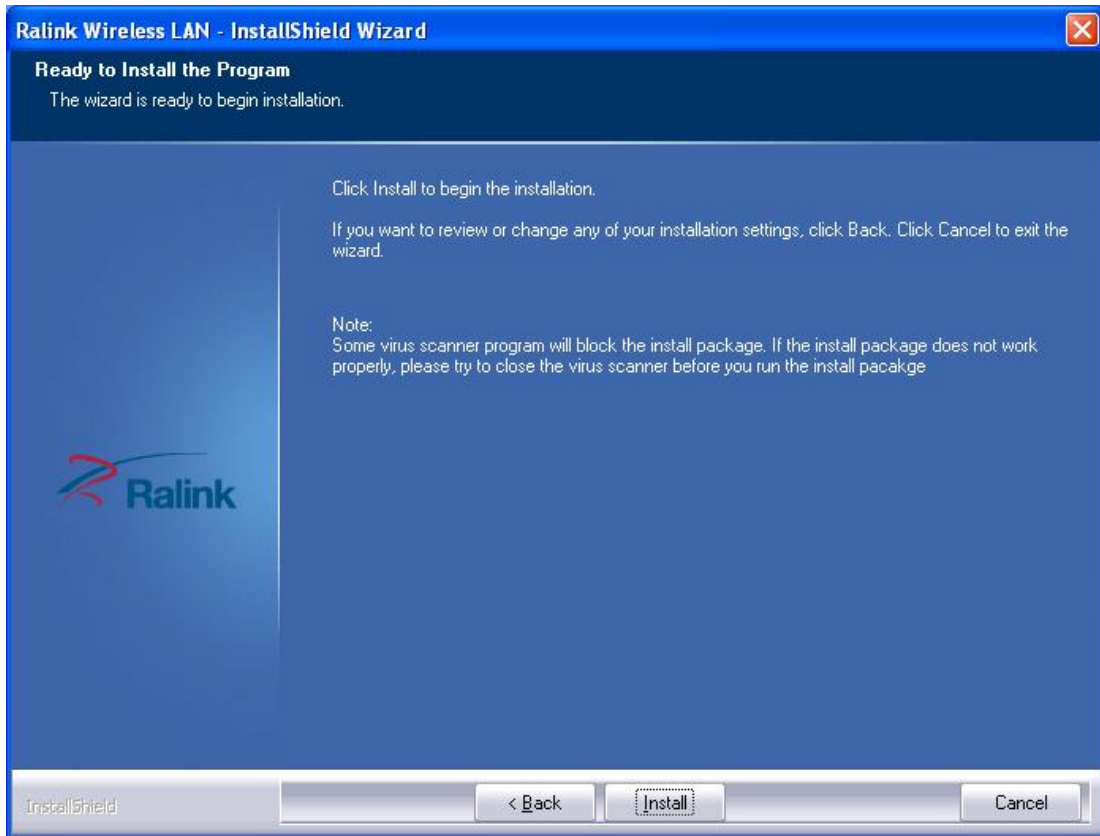 Ralink Wireless LAN - InstallShield Wizard
Ready to Install the Program
The wizard is ready to begin installation.
Click Install to begin the installation.
If you want to review or change any of your installation settings, click Back. Click Cancel to exit the
wizard.
Note:
Some virus scanner program will block the install package. If the install package does not work
properly, please try to close the virus scanner before you run the install pacakge
Ralink
InstallShield
< Back
Install
Cancel